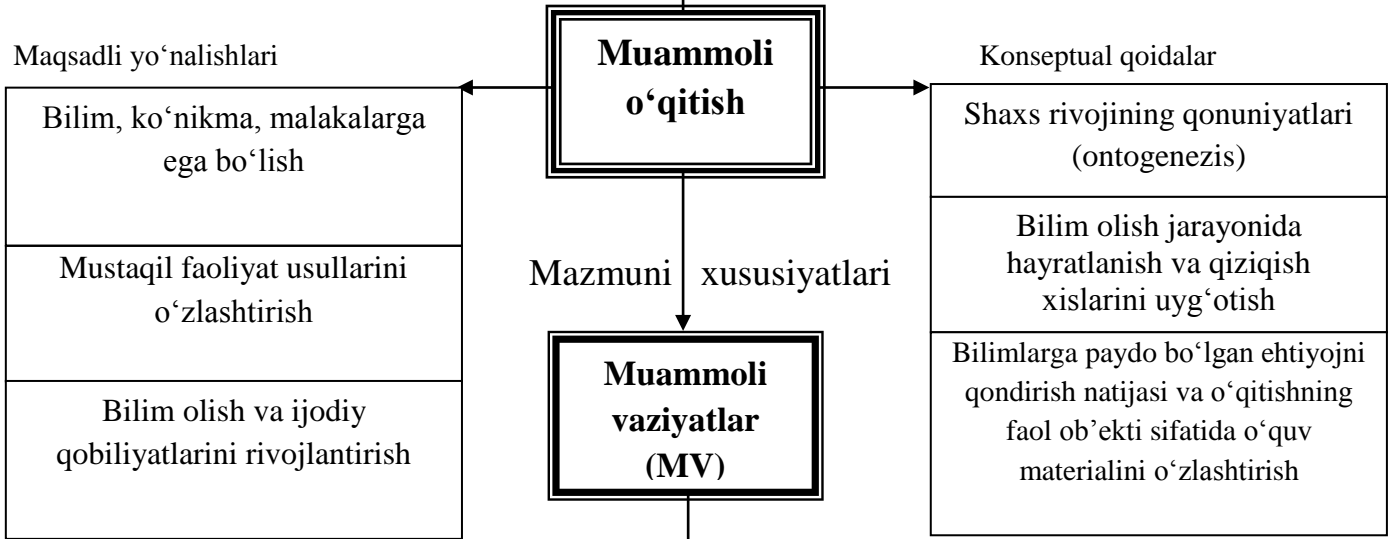 Maqsadli yo‘nalishlari
Bilim, ko‘nikma, malakalarga
ega bo‘lish
Mustaqil faoliyat usullarini
o‘zlashtirish
Bilim olish va ijodiy
qobiliyatlarini rivojlantirish
Muammoli
o‘qitish
Mazmuni xususiyatlari
Muammoli
vaziyatlar
(MV)
Konseptual qoidalar
Shaxs rivojining qonuniyatlari
(ontogenezis)
Bilim olish jarayonida
hayratlanish va qiziqish
xislarini uyg‘otish
Bilimlarga paydo bo‘lgan ehtiyojni
qondirish natijasi va o‘qitishning
faol ob’ekti sifatida o‘quv
materialini o‘zlashtirish